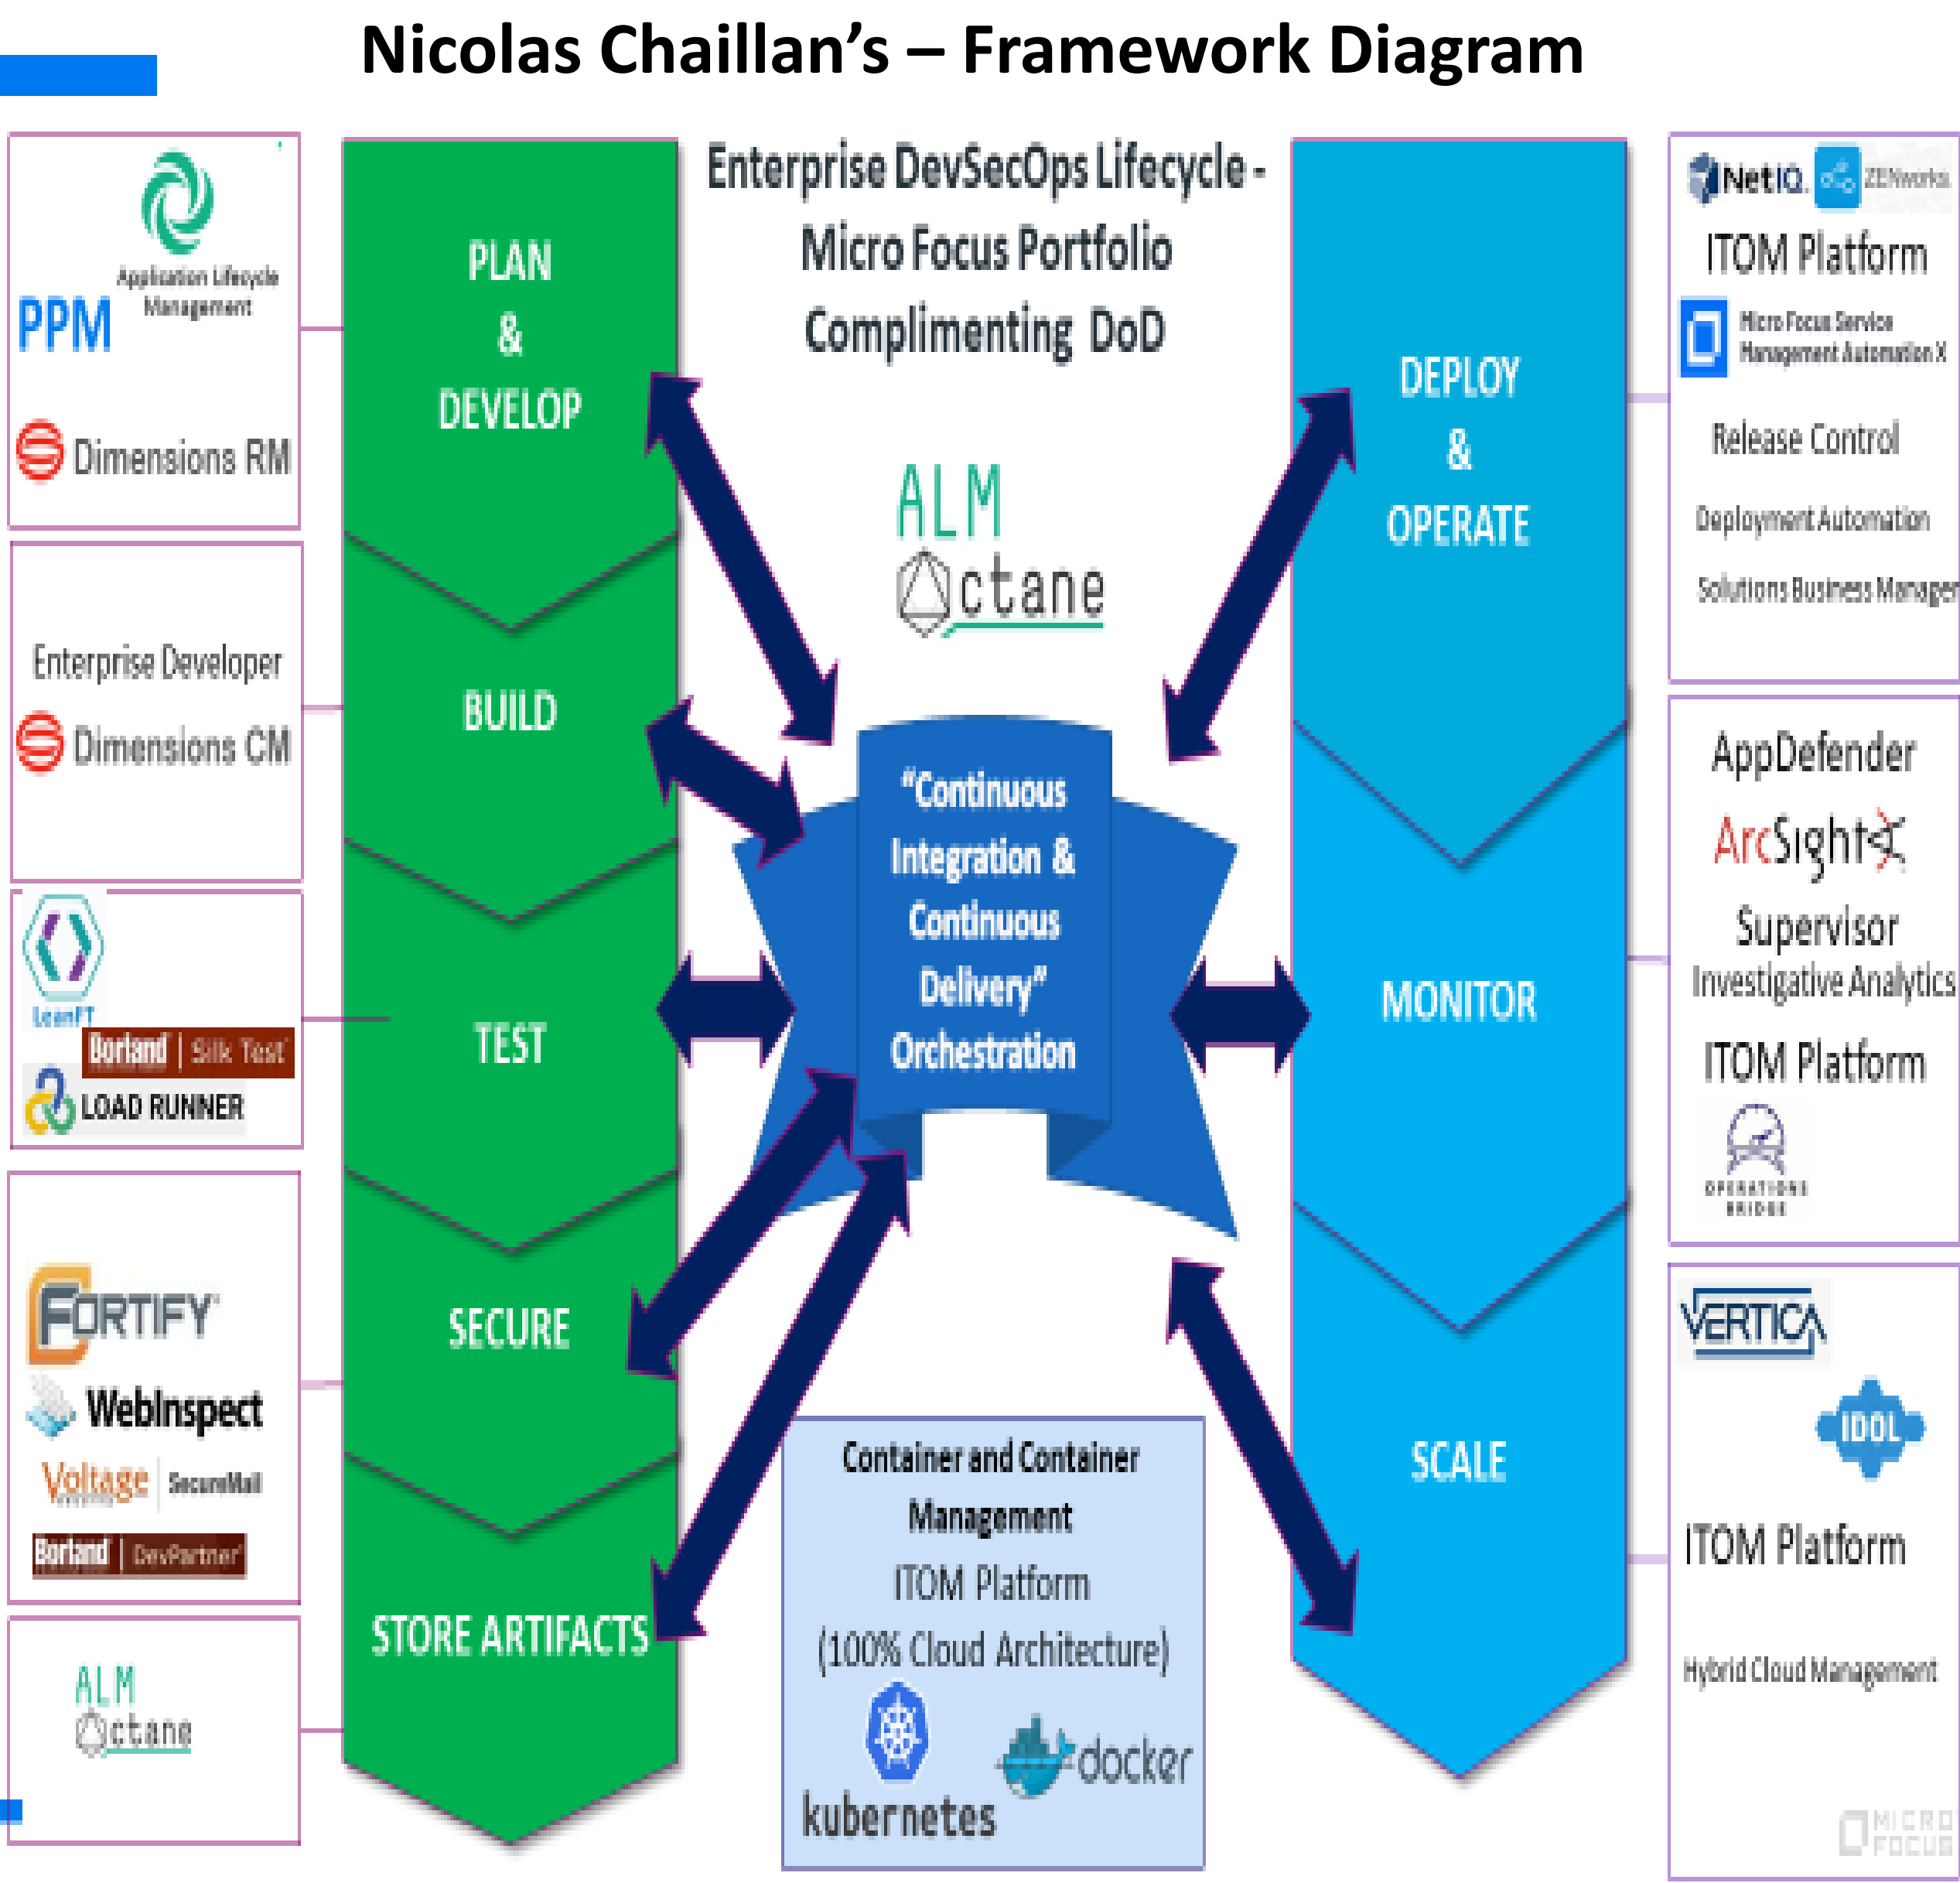 Nicolas Chaillan’s – Framework Diagram
Enterprise DevSecOps Lifecycle -
Micro Focus Portfolio
Complimenting DoD
Application Lifecycle
Management
PPM
Dimensions RM
Enterprise Developer
Dimensions CM
LeanFT
Borland | Silk Test
LOAD RUNNER
FORTIFY
WebInspect
Voltage | SecureMail
Borland | DevPartner
ALM
Octane
PLAN
&
DEVELOP
BUILD
TEST
SECURE
STORE ARTIFACTS
ALM
Octane
“Continuous
Integration &
Continuous
Delivery”
Orchestration
Container and Container
Management
ITOM Platform
(100% Cloud Architecture)
kubernetes
docker
DEPLOY
&
OPERATE
MONITOR
SCALE
NetIQ. ZENworks.
ITOM Platform
Micro Focus Service
Management Automation X
Release Control
Deployment Automation
Solutions Business Manager
AppDefender
ArcSight
Supervisor
Investigative Analytics
ITOM Platform
OPERATIONS
BRIDGE
VERTICA
IDOL
ITOM Platform
Hybrid Cloud Management
MICRO
FOCUS